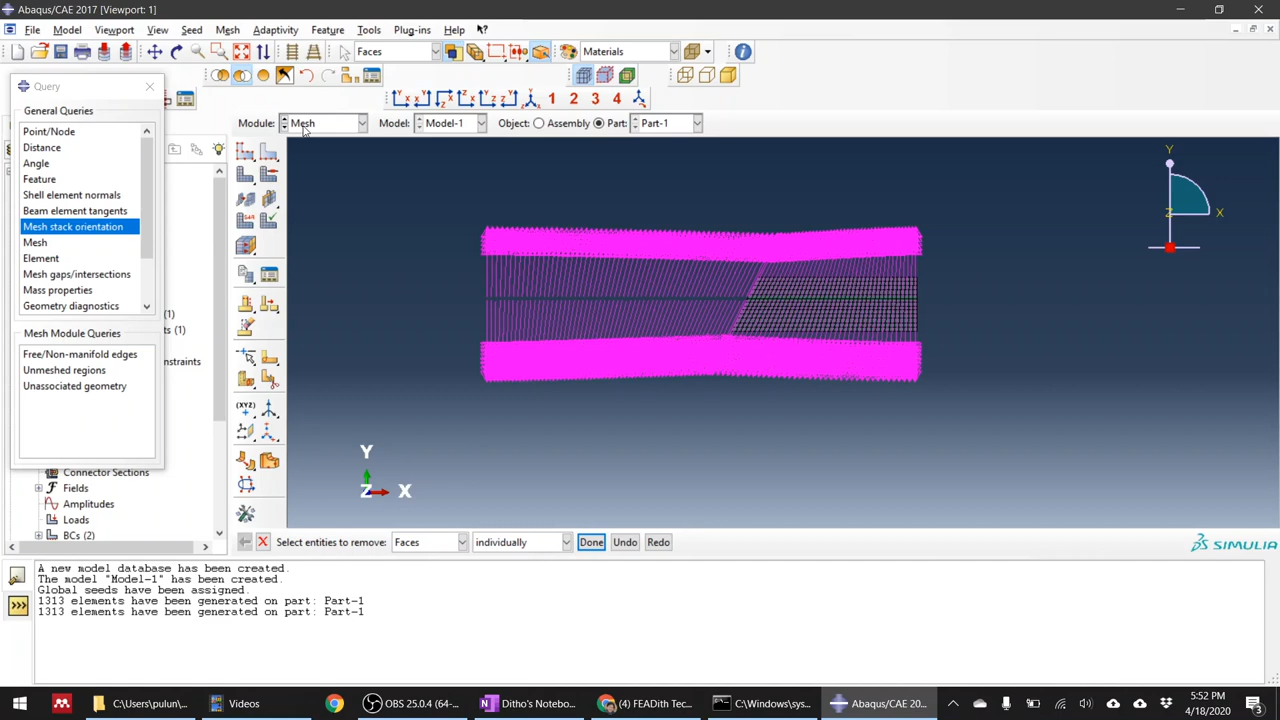 Abaqus/CAE 2017 [Viewport: 1]
File Model Viewport View Seed Mesh Adaptivity Feature Tools Plug-ins Help
Faces Materials
Query
1 2 3 4
General Queries
Point/Node
Distance
Angle
Feature
Shell element normals
Beam element tangents
Mesh stack orientation
Mesh
Element
Mesh gaps/intersections
Mass properties
Geometry diagnostics
Mesh Module Queries
Free/Non-manifold edges
Unmeshed regions
Unassociated geometry
Module: Mesh Model: Model-1 Object: Assembly Part: Part-1
(1)
ts (1)
onstraints
Connector Sections
Fields
Amplitudes
Loads
BCs (2)
Y
Z X
Y
Z X
Select entities to remove: Faces individually Done Undo Redo
SIMULIA
A new model database has been created.
The model "Model-1" has been created.
Global seeds have been assigned.
1313 elements have been generated on part: Part-1
1313 elements have been generated on part: Part-1
C:\Users\pulun\... Videos OBS 25.0.4 (64-... Ditho's Notebo... (4) FEADith Tec... C:\Windows\sys... Abaqus/CAE 20...
5:52 PM
4/18/2020
3